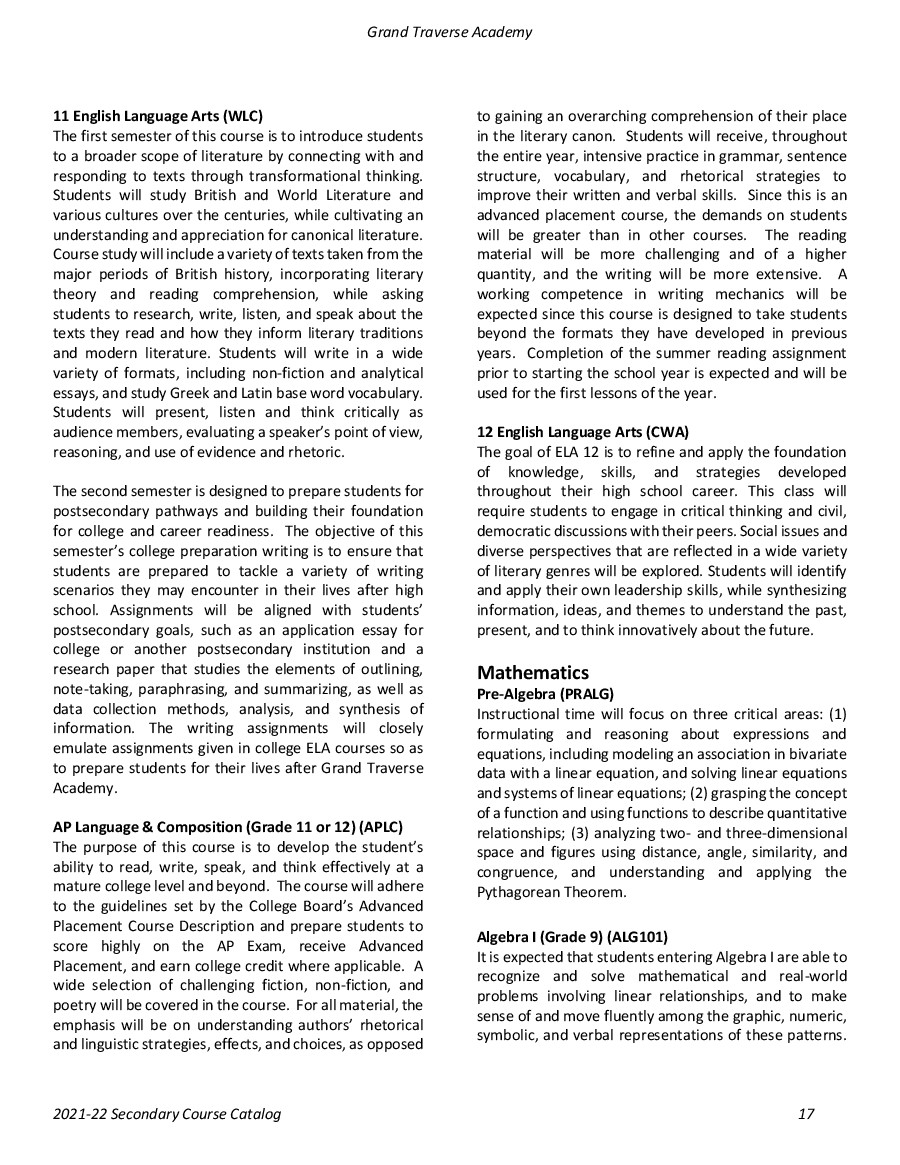 Grand Traverse Academy
11 English Language Arts (WLC)
The first semester of this course is to introduce students
to a broader scope of literature by connecting with and
responding to texts through transformational thinking.
Students will study British and World Literature and
various cultures over the centuries, while cultivating an
understanding and appreciation for canonical literature.
Course study will include a variety of texts taken from the
major periods of British history, incorporating literary
theory and reading comprehension, while asking
students to research, write, listen, and speak about the
texts they read and how they inform literary traditions
and modern literature. Students will write in a wide
variety of formats, including non-fiction and analytical
essays, and study Greek and Latin base word vocabulary.
Students will present, listen and think critically as
audience members, evaluating a speaker’s point of view,
reasoning, and use of evidence and rhetoric.
The second semester is designed to prepare students for
postsecondary pathways and building their foundation
for college and career readiness. The objective of this
semester’s college preparation writing is to ensure that
students are prepared to tackle a variety of writing
scenarios they may encounter in their lives after high
school. Assignments will be aligned with students’
postsecondary goals, such as an application essay for
college or another postsecondary institution and a
research paper that studies the elements of outlining,
note-taking, paraphrasing, and summarizing, as well as
data collection methods, analysis, and synthesis of
information. The writing assignments will closely
emulate assignments given in college ELA courses so as
to prepare students for their lives after Grand Traverse
Academy.
AP Language & Composition (Grade 11 or 12) (APLC)
The purpose of this course is to develop the student’s
ability to read, write, speak, and think effectively at a
mature college level and beyond. The course will adhere
to the guidelines set by the College Board’s Advanced
Placement Course Description and prepare students to
score highly on the AP Exam, receive Advanced
Placement, and earn college credit where applicable. A
wide selection of challenging fiction, non-fiction, and
poetry will be covered in the course. For all material, the
emphasis will be on understanding authors’ rhetorical
and linguistic strategies, effects, and choices, as opposed
to gaining an overarching comprehension of their place
in the literary canon. Students will receive, throughout
the entire year, intensive practice in grammar, sentence
structure, vocabulary, and rhetorical strategies to
improve their written and verbal skills. Since this is an
advanced placement course, the demands on students
will be greater than in other courses. The reading
material will be more challenging and of a higher
quantity, and the writing will be more extensive. A
working competence in writing mechanics will be
expected since this course is designed to take students
beyond the formats they have developed in previous
years. Completion of the summer reading assignment
prior to starting the school year is expected and will be
used for the first lessons of the year.
12 English Language Arts (CWA)
The goal of ELA 12 is to refine and apply the foundation
of knowledge, skills, and strategies developed
throughout their high school career. This class will
require students to engage in critical thinking and civil,
democratic discussions with their peers. Social issues and
diverse perspectives that are reflected in a wide variety
of literary genres will be explored. Students will identify
and apply their own leadership skills, while synthesizing
information, ideas, and themes to understand the past,
present, and to think innovatively about the future.
Mathematics
Pre-Algebra (PRALG)
Instructional time will focus on three critical areas: (1)
formulating and reasoning about expressions and
equations, including modeling an association in bivariate
data with a linear equation, and solving linear equations
and systems of linear equations; (2) grasping the concept
of a function and using functions to describe quantitative
relationships; (3) analyzing two- and three-dimensional
space and figures using distance, angle, similarity, and
congruence, and understanding and applying the
Pythagorean Theorem.
Algebra I (Grade 9) (ALG101)
It is expected that students entering Algebra I are able to
recognize and solve mathematical and real-world
problems involving linear relationships, and to make
sense of and move fluently among the graphic, numeric,
symbolic, and verbal representations of these patterns.
2021-22 Secondary Course Catalog
17